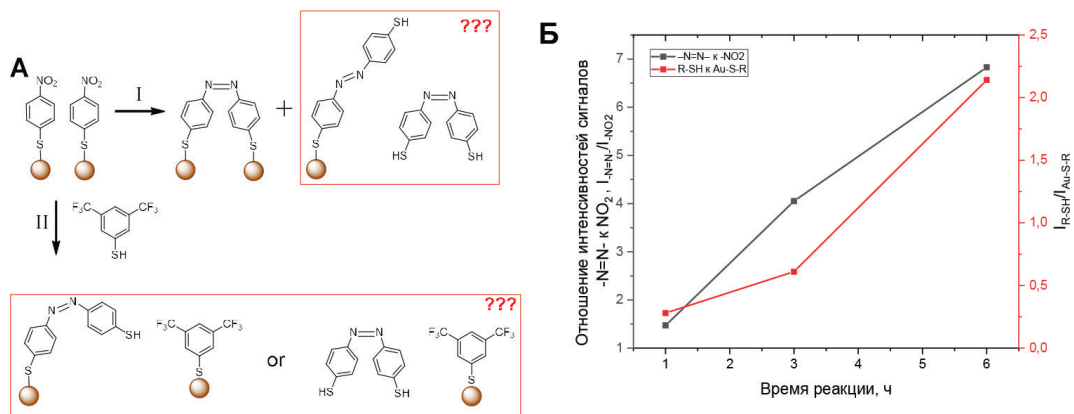 А
NO2
NO2
S
S
I
N=N
S
S
+
SH
???
N=N
S
N=N
HS
SH
II
F3C
CF3
SH
???
N=N
SH
S
F3C
CF3
S
or
N=N
HS
SH
F3C
CF3
S
Б
–N=N– к -NO2
R-SH к Au-S-R
Отношение интенсивностей сигналов
-N=N- к NO2, I-N=N-/I-NO2
7
6
5
4
3
2
1
1
2
3
4
5
6
Время реакции, ч
2,5
2,0
1,5
1,0
0,5
0,0
IR-SH/IAu-S-R